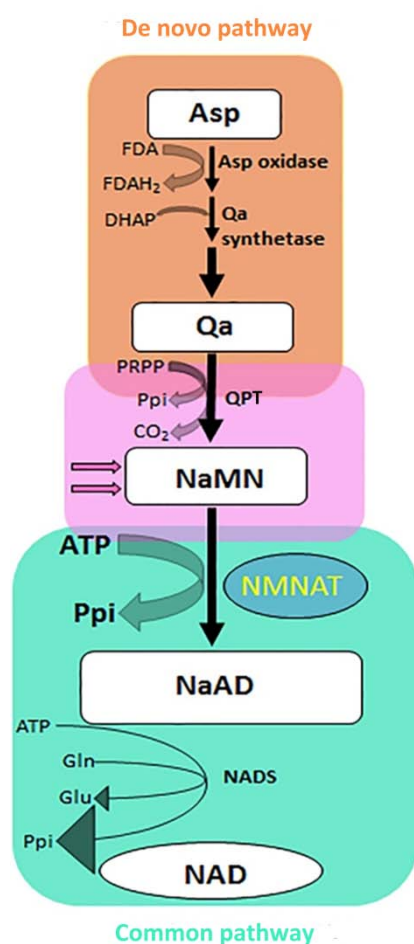 De novo pathway
Asp
FDA
Asp oxidase
FDAH₂
DHAP
Qa
synthetase
Qa
PRPP
Ppi
QPT
CO₂
NaMN
ATP
NMNAT
Ppi
NaAD
ATP
Gln
NADS
Glu
Ppi
NAD
Common pathway